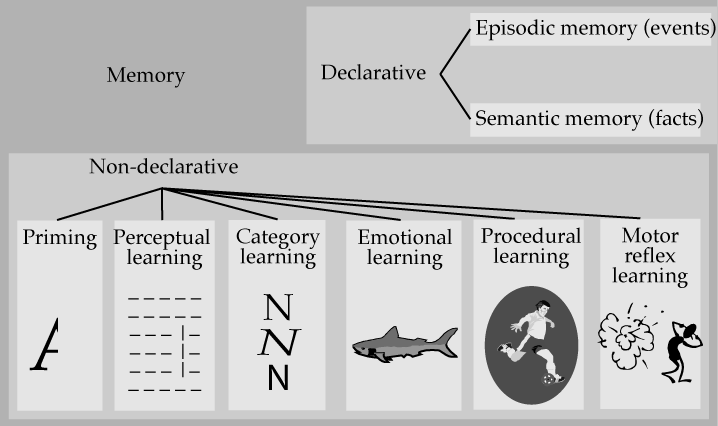 Memory
Declarative
Episodic memory (events)
Semantic memory (facts)
Non-declarative
Priming
Perceptual
learning
Category
learning
Emotional
learning
Procedural
learning
Motor
reflex
learning
A
N
N
N